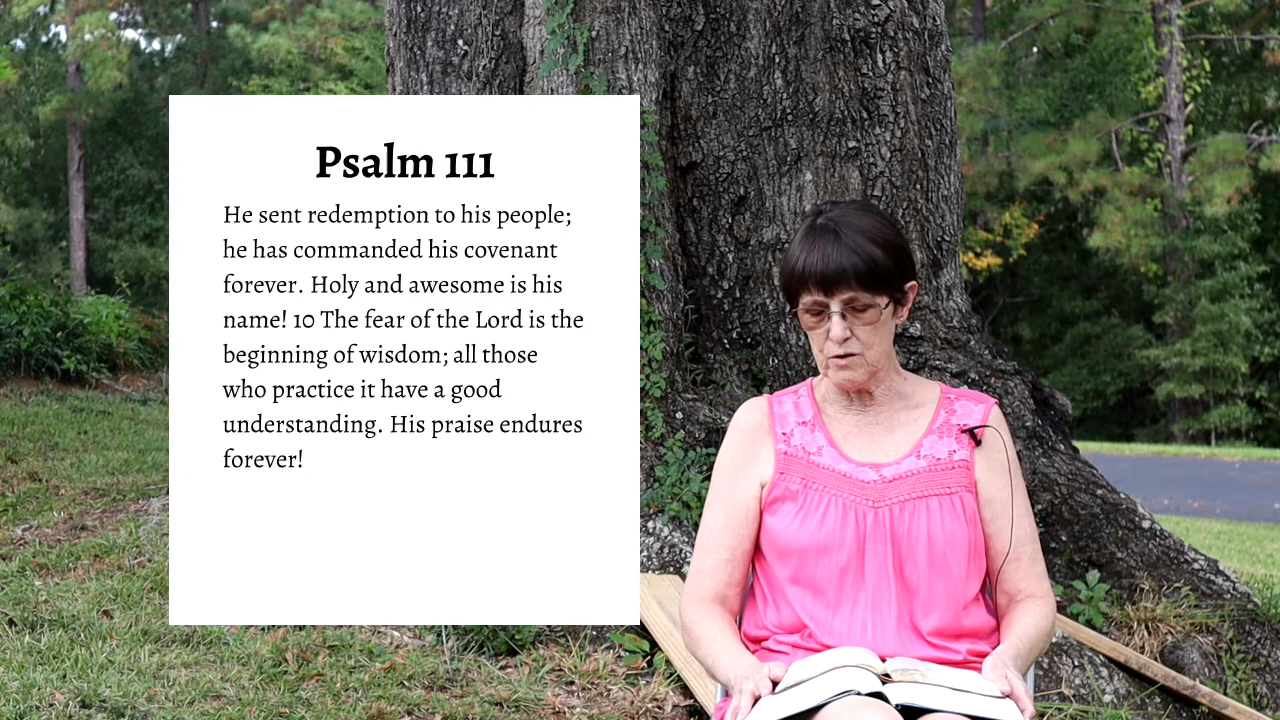 Psalm 111
He sent redemption to his people;
he has commanded his covenant
forever. Holy and awesome is his
name! 10 The fear of the Lord is the
beginning of wisdom; all those
who practice it have a good
understanding. His praise endures
forever!